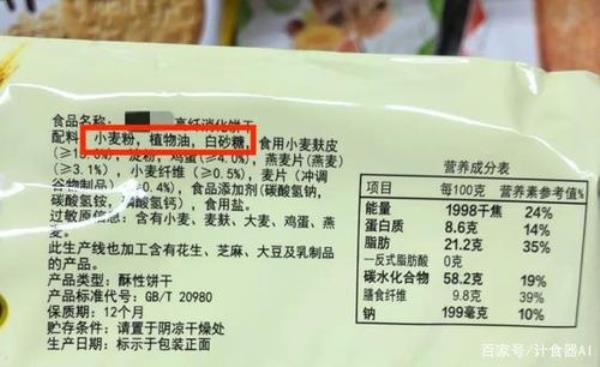 食品名称： 高纤消化饼干
配料：小麦粉，植物油，白砂糖，食用小麦麸皮
，淀粉，鸡蛋（≥4.0%），燕麦片（燕麦）
（≥3.1%），小麦纤维（≥0.5%），麦片（冲调
谷物制品）（≥0.4%），食品添加剂（碳酸氢钠，
碳酸氢铵，磷酸氢钙），食用盐。
过敏原信息：含有小麦、麦麸、大麦、鸡蛋、燕
麦。
此生产线也加工含有花生、芝麻、大豆及乳制品
的产品。
产品类型：酥性饼干
产品标准代号：GB/T 20980
保质期：12个月
贮存条件：请置于阴凉干燥处
生产日期：标示于包装正面
营养成分表
项目 每100克 营养素参考值%
能量 1998千焦 24%
蛋白质 8.6克 14%
脂肪 21.2克 35%
—反式脂肪酸 0克
碳水化合物 58.2克 19%
膳食纤维 9.8克 39%
钠 199毫克 10%
百家号/计食器AI